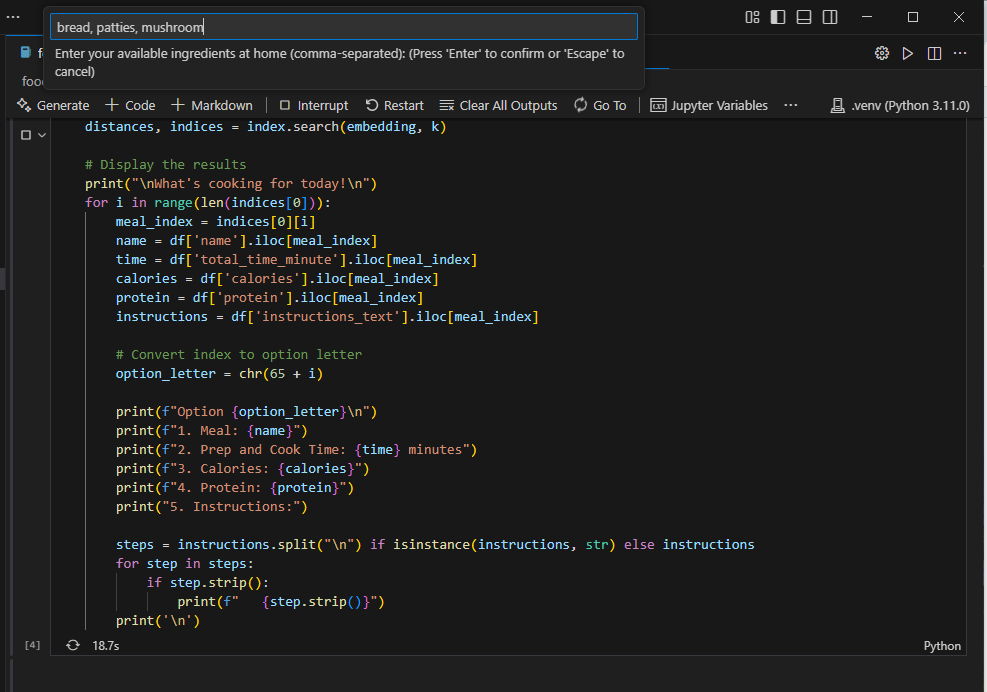 bread, patties, mushroom
Enter your available ingredients at home (comma-separated): (Press 'Enter' to confirm or 'Escape' to
cancel)
Generate + Code + Markdown Interrupt Restart Clear All Outputs Go To Jupyter Variables ... .venv (Python 3.11.0)
distances, indices = index.search(embedding, k)
# Display the results
print("\nWhat's cooking for today!\n")
for i in range(len(indices[0])):
meal_index = indices[0][i]
name = df['name'].iloc[meal_index]
time = df['total_time_minute'].iloc[meal_index]
calories = df['calories'].iloc[meal_index]
protein = df['protein'].iloc[meal_index]
instructions = df['instructions_text'].iloc[meal_index]
# Convert index to option letter
option_letter = chr(65 + i)
print(f"Option {option_letter}\n")
print(f"1. Meal: {name}")
print(f"2. Prep and Cook Time: {time} minutes")
print(f"3. Calories: {calories}")
print(f"4. Protein: {protein}")
print("5. Instructions:")
steps = instructions.split("\n") if isinstance(instructions, str) else instructions
for step in steps:
if step.strip():
print(f"   {step.strip()}")
print('\n')
[4] 18.7s Python